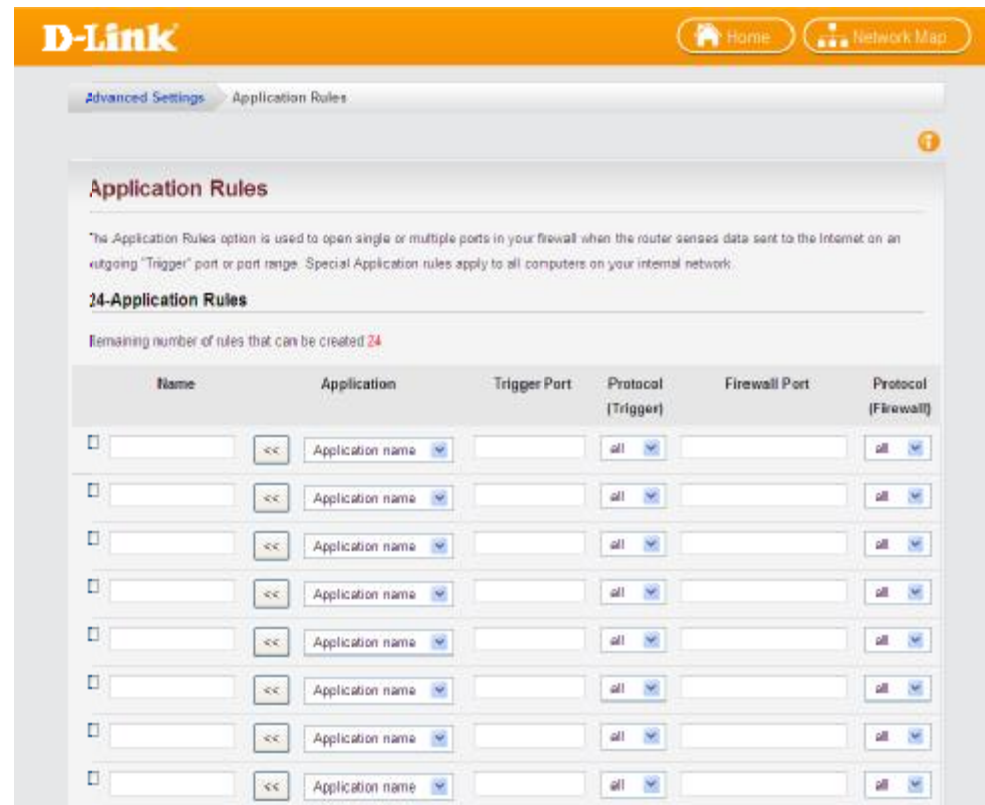 D-Link
Home
Network Map
Advanced Settings
Application Rules
Application Rules
The Application Rules option is used to open single or multiple ports in your firewall when the router senses data sent to the Internet on an
outgoing "Trigger" port or port range. Special Application rules apply to all computers on your internal network.
24-Application Rules
Remaining number of rules that can be created 24
Name Application Trigger Port Protocol (Trigger) Firewall Port Protocol (Firewall)
<< Application name all all
<< Application name all all
<< Application name all all
<< Application name all all
<< Application name all all
<< Application name all all
<< Application name all all
<< Application name all all